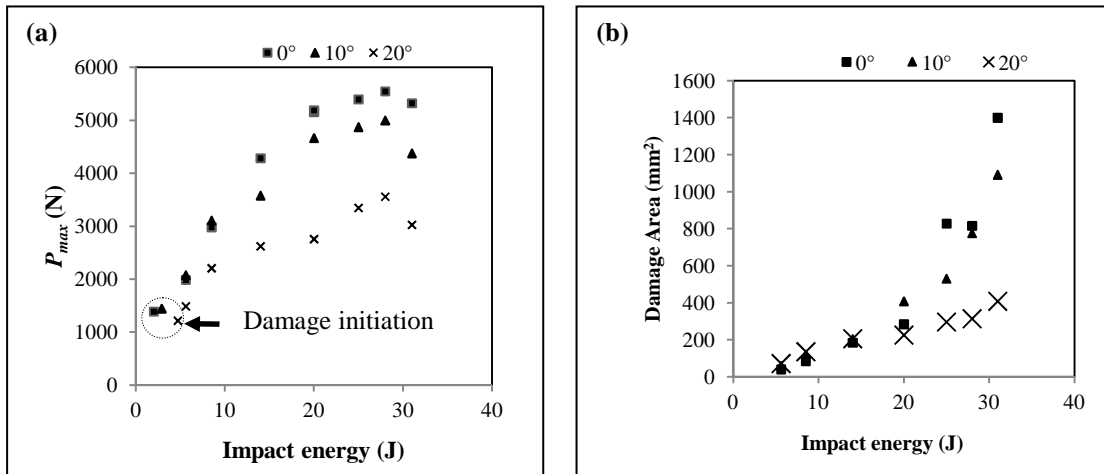 (a)
0° 10° 20°
6000
5000
4000
3000
2000
1000
0
0 10 20 30 40
P_max (N)
Impact energy (J)
Damage initiation
(b)
0° 10° 20°
1600
1400
1200
1000
800
600
400
200
0
0 10 20 30 40
Damage Area (mm²)
Impact energy (J)